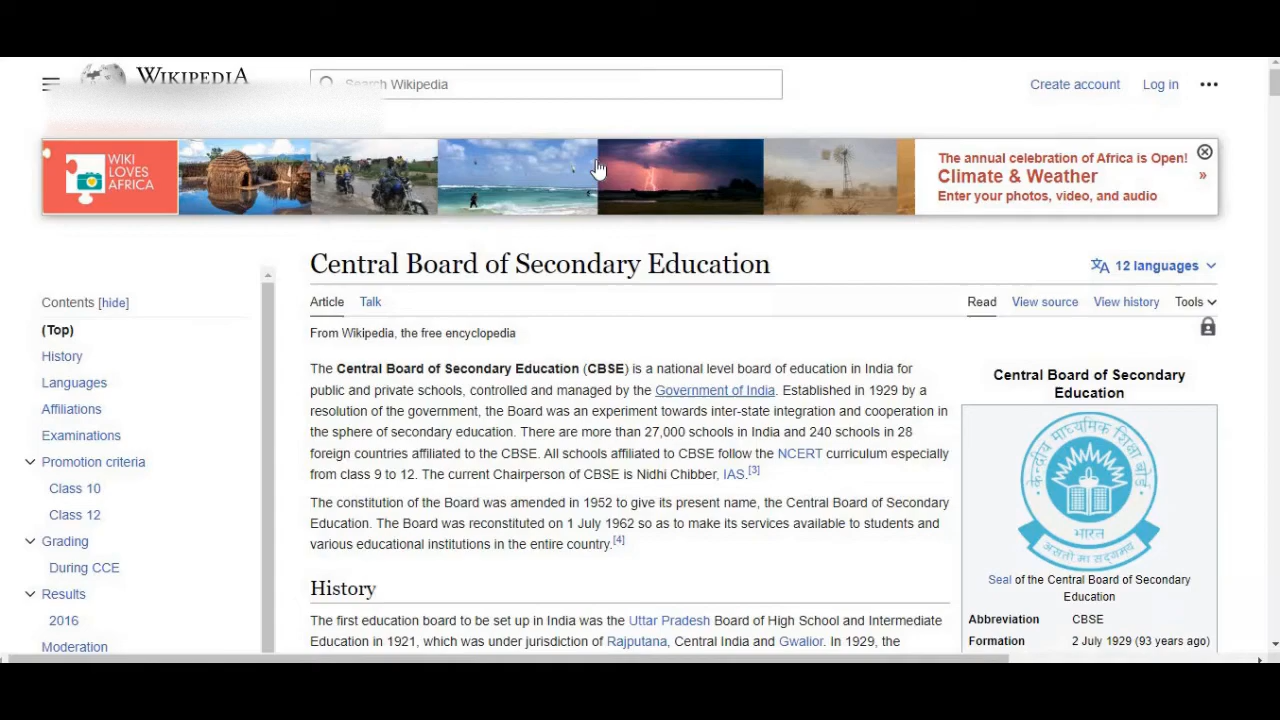 WIKIPEDIA
Search Wikipedia
Create account
Log in
WIKI
LOVES
AFRICA
The annual celebration of Africa is Open!
Climate & Weather
Enter your photos, video, and audio
»
Central Board of Secondary Education
12 languages
Contents [hide]
(Top)
History
Languages
Affiliations
Examinations
Promotion criteria
Class 10
Class 12
Grading
During CCE
Results
2016
Moderation
Article Talk
Read View source View history Tools
From Wikipedia, the free encyclopedia
The Central Board of Secondary Education (CBSE) is a national level board of education in India for
public and private schools, controlled and managed by the Government of India. Established in 1929 by a
resolution of the government, the Board was an experiment towards inter-state integration and cooperation in
the sphere of secondary education. There are more than 27,000 schools in India and 240 schools in 28
foreign countries affiliated to the CBSE. All schools affiliated to CBSE follow the NCERT curriculum especially
from class 9 to 12. The current Chairperson of CBSE is Nidhi Chibber, IAS.[3]
The constitution of the Board was amended in 1952 to give its present name, the Central Board of Secondary
Education. The Board was reconstituted on 1 July 1962 so as to make its services available to students and
various educational institutions in the entire country.[4]
History
The first education board to be set up in India was the Uttar Pradesh Board of High School and Intermediate
Education in 1921, which was under jurisdiction of Rajputana, Central India and Gwalior. In 1929, the
Central Board of Secondary
Education
केन्द्रीय माध्यमिक शिक्षा बोर्ड
भारत
असतो मा सद्गमय
Seal of the Central Board of Secondary
Education
Abbreviation CBSE
Formation 2 July 1929 (93 years ago)